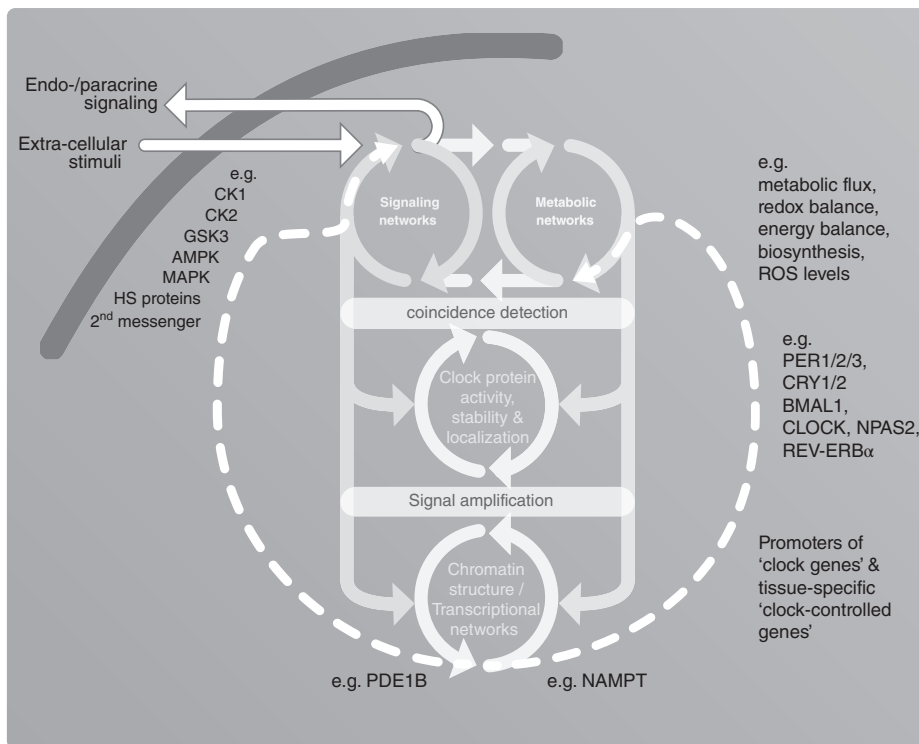 Endo-/paracrine
signaling
Extra-cellular
stimuli
e.g.
CK1
CK2
GSK3
AMPK
MAPK
HS proteins
2nd messenger
Signaling
networks
Metabolic
networks
e.g.
metabolic flux,
redox balance,
energy balance,
biosynthesis,
ROS levels
coincidence detection
Clock protein
activity,
stability &
localization
e.g.
PER1/2/3,
CRY1/2
BMAL1,
CLOCK, NPAS2,
REV-ERBα
Signal amplification
Chromatin
structure /
Transcriptional
networks
Promoters of
‘clock genes’ &
tissue-specific
‘clock-controlled
genes’
e.g. PDE1B
e.g. NAMPT